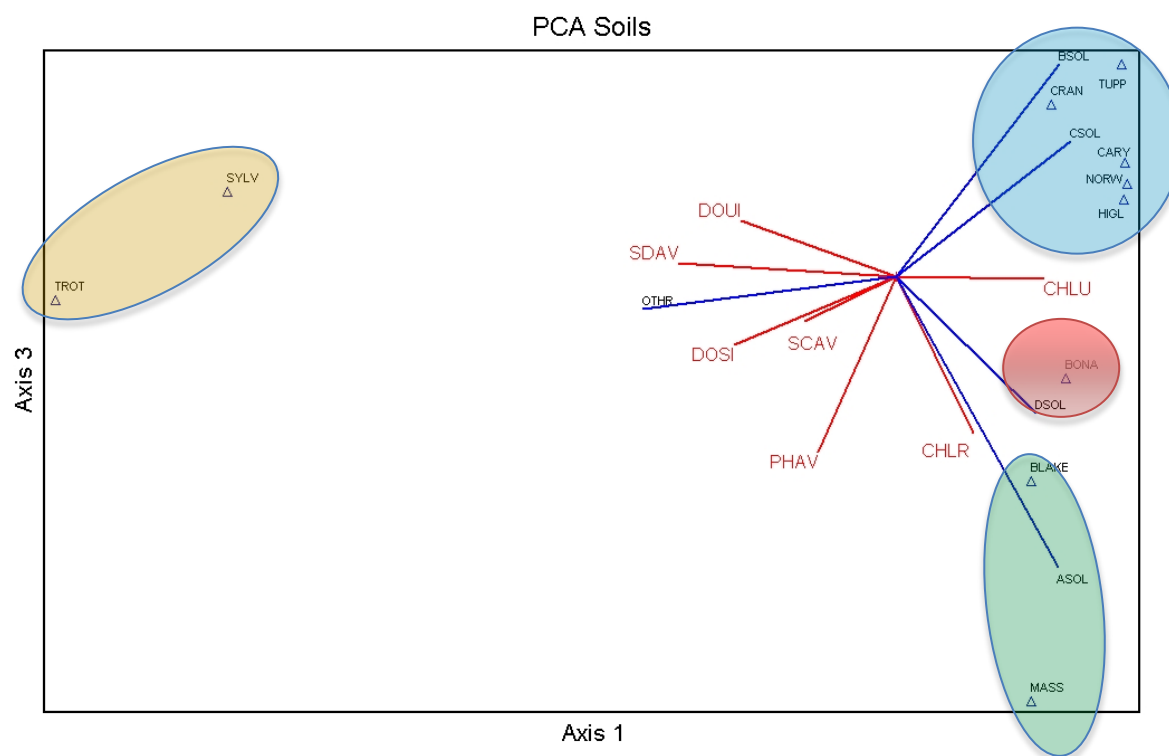 PCA Soils
BSOL
TUPP
CRAN
CSOL
CARY
NORW
HIGL
SYLV
DOUI
SDAV
TROT
OTHR
CHLU
SCAV
DOSI
BONA
DSOL
PHAV
CHLR
BLAKE
ASOL
MASS
Axis 3
Axis 1